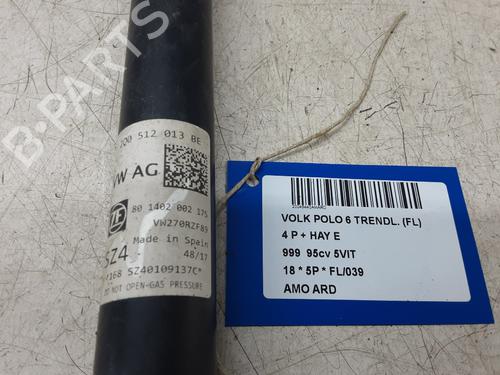 2Q0 512 013 BE
VW AG
ZF
80 1402 002 175
VW270RZF89
SZ4
Made in Spain
48/17
168 SZ40109137C*
NOT OPEN-GAS PRESSURE
B-PARTS
VOLK POLO 6 TRENDL. (FL)
4 P + HAY E
999 95cv 5VIT
18 * 5P * FL/039
AMO ARD